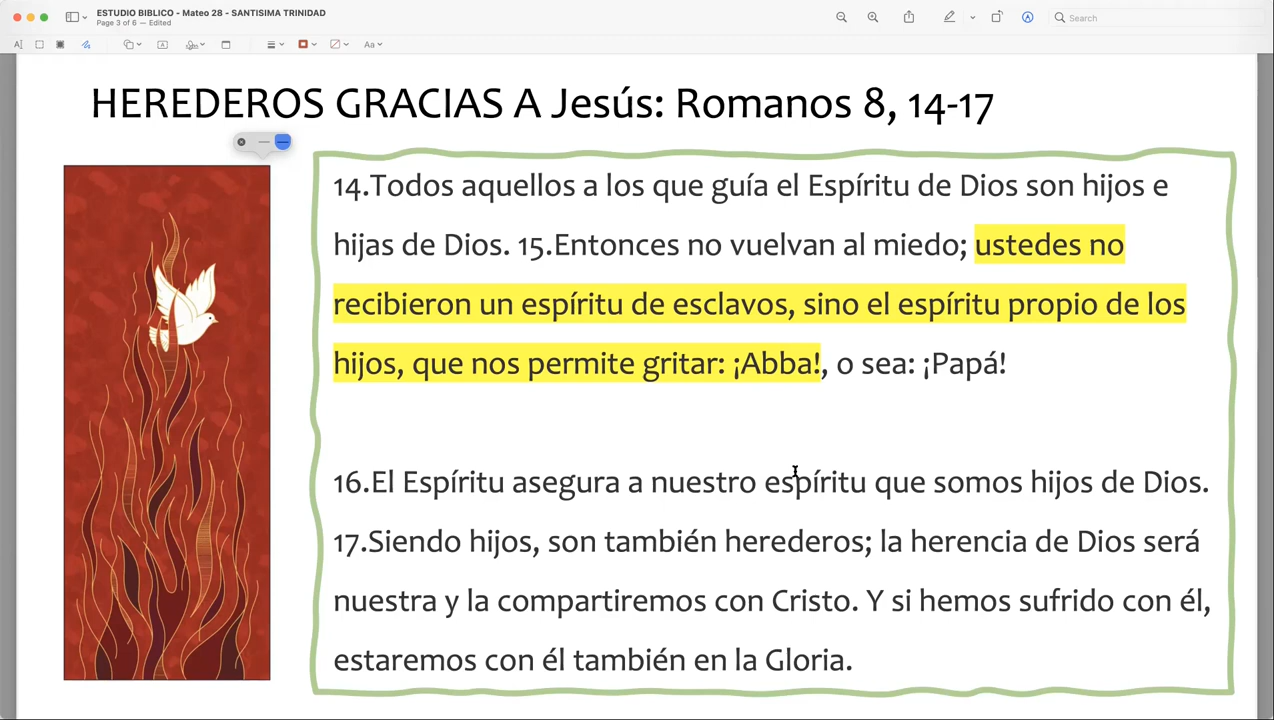 ESTUDIO BIBLICO - Mateo 28 - SANTISIMA TRINIDAD
Page 3 of 6 — Edited
Search
Aa
HEREDEROS GRACIAS A Jesús: Romanos 8, 14-17
14.Todos aquellos a los que guía el Espíritu de Dios son hijos e
hijas de Dios. 15.Entonces no vuelvan al miedo; ustedes no
recibieron un espíritu de esclavos, sino el espíritu propio de los
hijos, que nos permite gritar: ¡Abba!, o sea: ¡Papá!
16.El Espíritu asegura a nuestro espíritu que somos hijos de Dios.
17.Siendo hijos, son también herederos; la herencia de Dios será
nuestra y la compartiremos con Cristo. Y si hemos sufrido con él,
estaremos con él también en la Gloria.